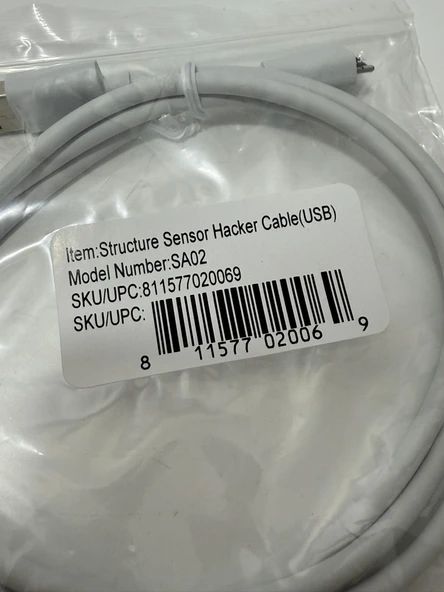 Item:Structure Sensor Hacker Cable(USB)
Model Number:SA02
SKU/UPC:811577020069
SKU/UPC:
8 11577 02006 9